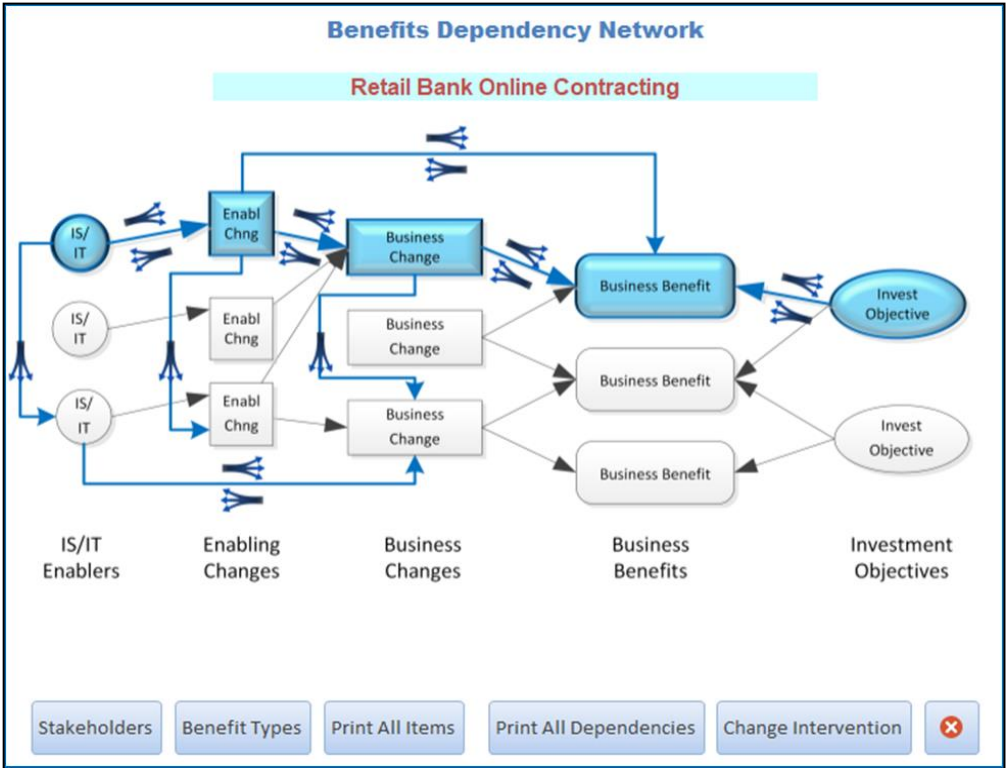 Benefits Dependency Network
Retail Bank Online Contracting
IS/
IT
Enabl
Chng
Business
Change
Business Benefit
Invest
Objective
IS/
IT
Enabl
Chng
Business
Change
Business Benefit
IS/
IT
Enabl
Chng
Business
Change
Business Benefit
Invest
Objective
IS/IT
Enablers
Enabling
Changes
Business
Changes
Business
Benefits
Investment
Objectives
Stakeholders
Benefit Types
Print All Items
Print All Dependencies
Change Intervention